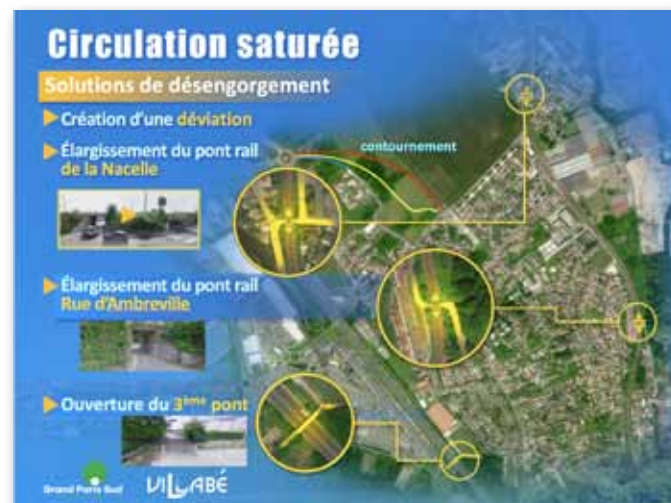 Circulation saturée
Solutions de désengorgement
Création d'une déviation
Élargissement du pont rail
de la Nacelle
contournement
Élargissement du pont rail
Rue d'Ambreville
Ouverture du 3ème pont
Grand Paris Sud
VILLABÉ